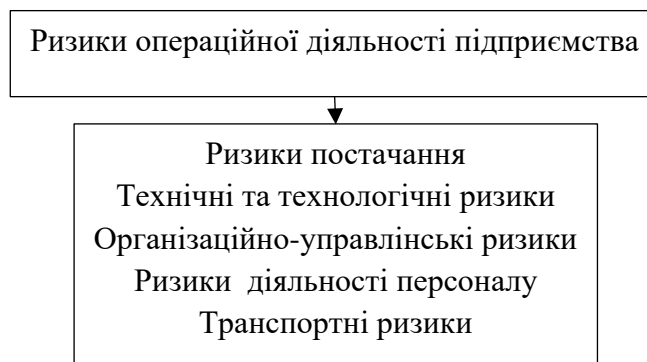 Ризики операційної діяльності підприємства
Ризики постачання
Технічні та технологічні ризики
Організаційно-управлінські ризики
Ризики діяльності персоналу
Транспортні ризики